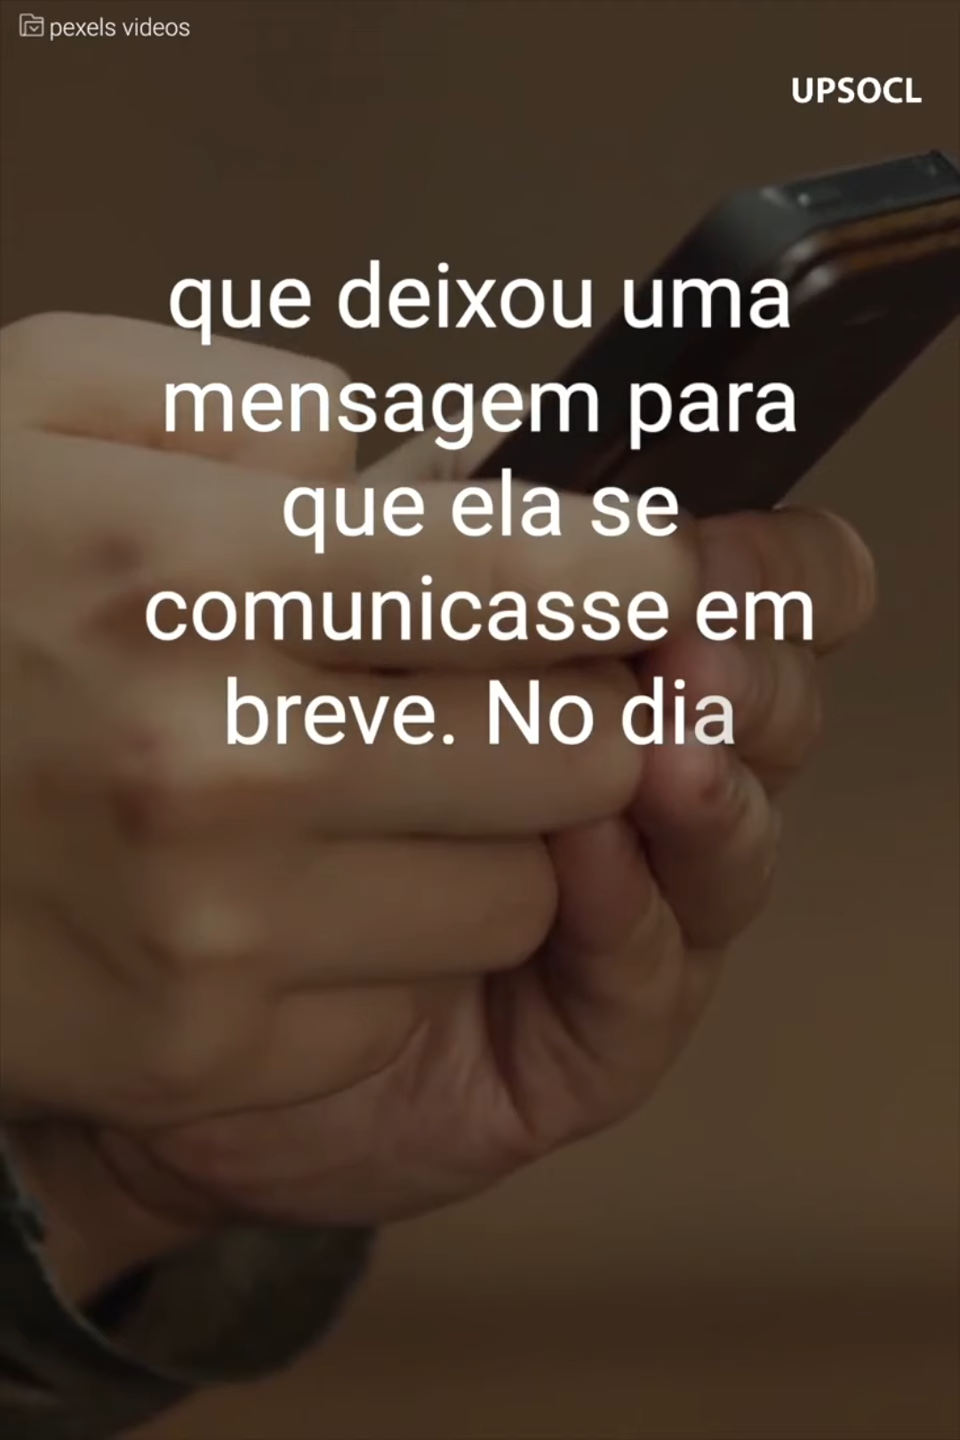 pexels videos
UPSOCL
que deixou uma
mensagem para
que ela se
comunicasse em
breve. No dia